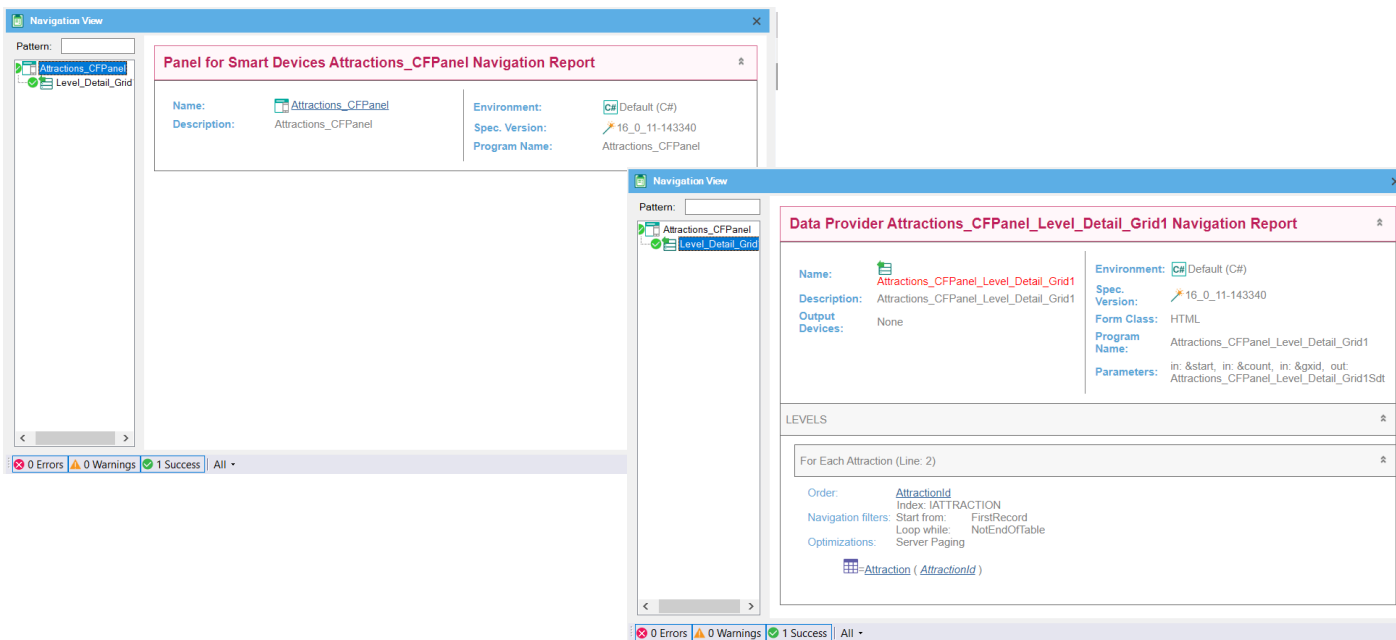 Navigation View
Pattern:
Attractions_CFPanel
Level_Detail_Grid
Panel for Smart Devices Attractions_CFPanel Navigation Report
Name: Attractions_CFPanel
Description: Attractions_CFPanel
Environment: C# Default (C#)
Spec. Version: 16_0_11-143340
Program Name: Attractions_CFPanel
0 Errors 0 Warnings 1 Success All
Navigation View
Pattern:
Attractions_CFPanel
Level_Detail_Grid
Data Provider Attractions_CFPanel_Level_Detail_Grid1 Navigation Report
Name: Attractions_CFPanel_Level_Detail_Grid1
Description: Attractions_CFPanel_Level_Detail_Grid1
Output
Devices: None
Environment: C# Default (C#)
Spec.
Version: 16_0_11-143340
Form Class: HTML
Program
Name: Attractions_CFPanel_Level_Detail_Grid1
Parameters: in: &start, in: &count, in: &gxid, out:
Attractions_CFPanel_Level_Detail_Grid1Sdt
LEVELS
For Each Attraction (Line: 2)
Order: AttractionId
Index: IATTRACTION
Navigation filters: Start from: FirstRecord
Loop while: NotEndOfTable
Optimizations: Server Paging
=Attraction ( AttractionId )
0 Errors 0 Warnings 1 Success All